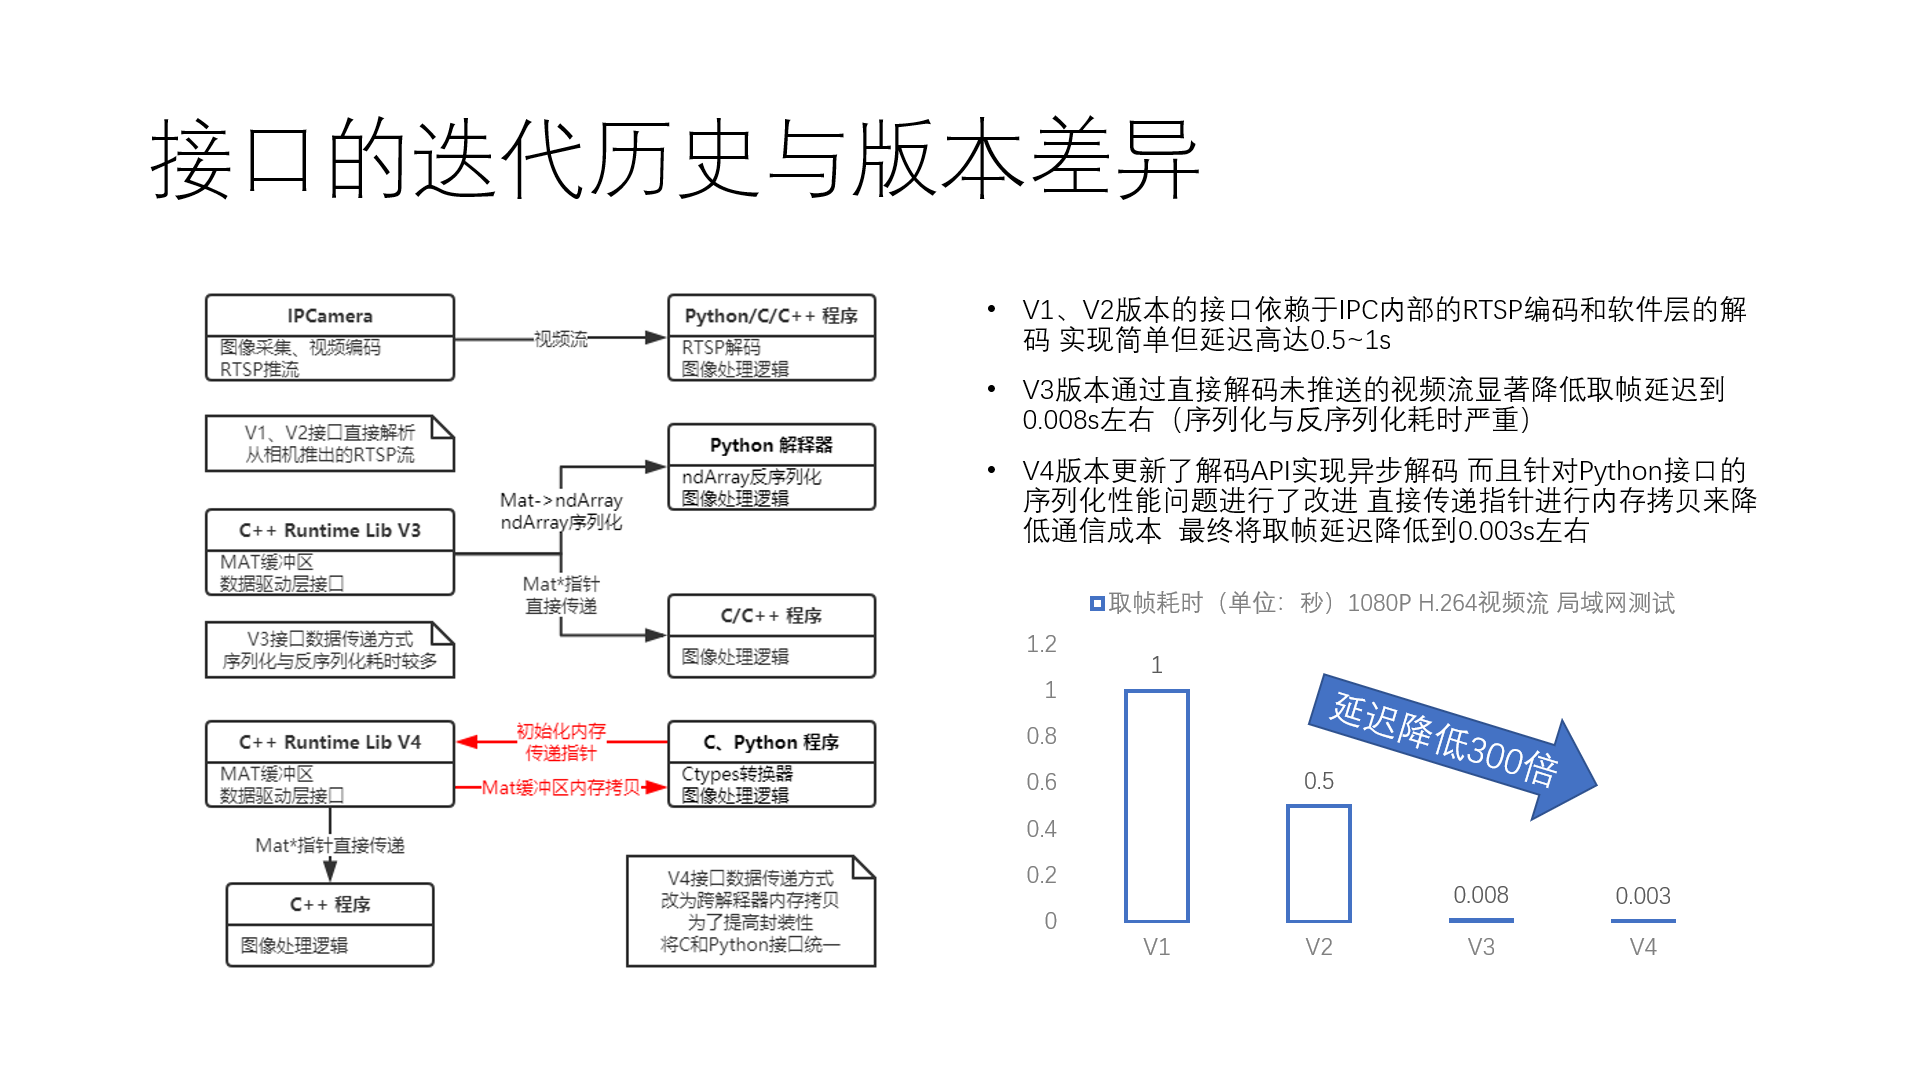 接口的迭代历史与版本差异
IPCamera
图像采集、视频编码
RTSP推流
视频流
Python/C/C++ 程序
RTSP解码
图像处理逻辑
V1、V2接口直接解析
从相机推出的RTSP流
C++ Runtime Lib V3
MAT缓冲区
数据驱动层接口
Mat->ndArray
ndArray序列化
Python 解释器
ndArray反序列化
图像处理逻辑
Mat*指针
直接传递
C/C++ 程序
图像处理逻辑
V3接口数据传递方式
序列化与反序列化耗时较多
C++ Runtime Lib V4
MAT缓冲区
数据驱动层接口
初始化内存
传递指针
Mat缓冲区内存拷贝
C、Python 程序
Ctypes转换器
图像处理逻辑
Mat*指针直接传递
C++ 程序
图像处理逻辑
V4接口数据传递方式
改为跨解释器内存拷贝
为了提高封装性
将C和Python接口统一
• V1、V2版本的接口依赖于IPC内部的RTSP编码和软件层的解
码 实现简单但延迟高达0.5~1s
• V3版本通过直接解码未推送的视频流显著降低取帧延迟到
0.008s左右（序列化与反序列化耗时严重）
• V4版本更新了解码API实现异步解码 而且针对Python接口的
序列化性能问题进行了改进 直接传递指针进行内存拷贝来降
低通信成本 最终将取帧延迟降低到0.003s左右
取帧耗时（单位：秒）1080P H.264视频流 局域网测试
1.2
1
0.8
0.6
0.4
0.2
0
1
0.5
0.008
0.003
V1
V2
V3
V4
延迟降低300倍